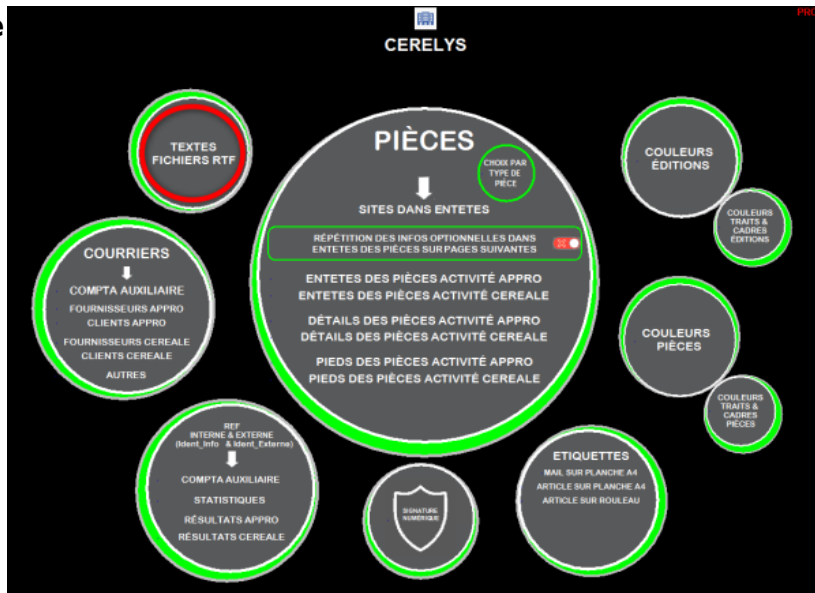 e
PRO
CERELYS
TEXTES
FICHIERS RTF
PIÈCES
CHOIX PAR
TYPE DE
PIÈCE
SITES DANS ENTETES
RÉPÉTITION DES INFOS OPTIONNELLES DANS
ENTETES DES PIÉCES SUR PAGES SUIVANTES
ENTETES DES PIÈCES ACTIVITÉ APPRO
ENTETES DES PIÈCES ACTIVITÉ CEREALE
DÉTAILS DES PIÈCES ACTIVITÉ APPRO
DÉTAILS DES PIÈCES ACTIVITÉ CEREALE
PIEDS DES PIÈCES ACTIVITÉ APPRO
PIEDS DES PIÈCES ACTIVITÉ CEREALE
COULEURS
ÉDITIONS
COULEURS
TRAITS &
CADRES
ÉDITIONS
COURRIERS
COMPTA AUXILIAIRE
FOURNISSEURS APPRO
CLIENTS APPRO
FOURNISSEURS CEREALE
CLIENTS CEREALE
AUTRES
COULEURS
PIÈCES
COULEURS
TRAITS &
CADRES
PIÈCES
REF
INTERNE & EXTERNE
(Ident_Info & Ident_Externe)
COMPTA AUXILIAIRE
STATISTIQUES
RÉSULTATS APPRO
RÉSULTATS CEREALE
SIGNATURE
NUMÉRIQUE
ETIQUETTES
MAIL SUR PLANCHE A4
ARTICLE SUR PLANCHE A4
ARTICLE SUR ROULEAU